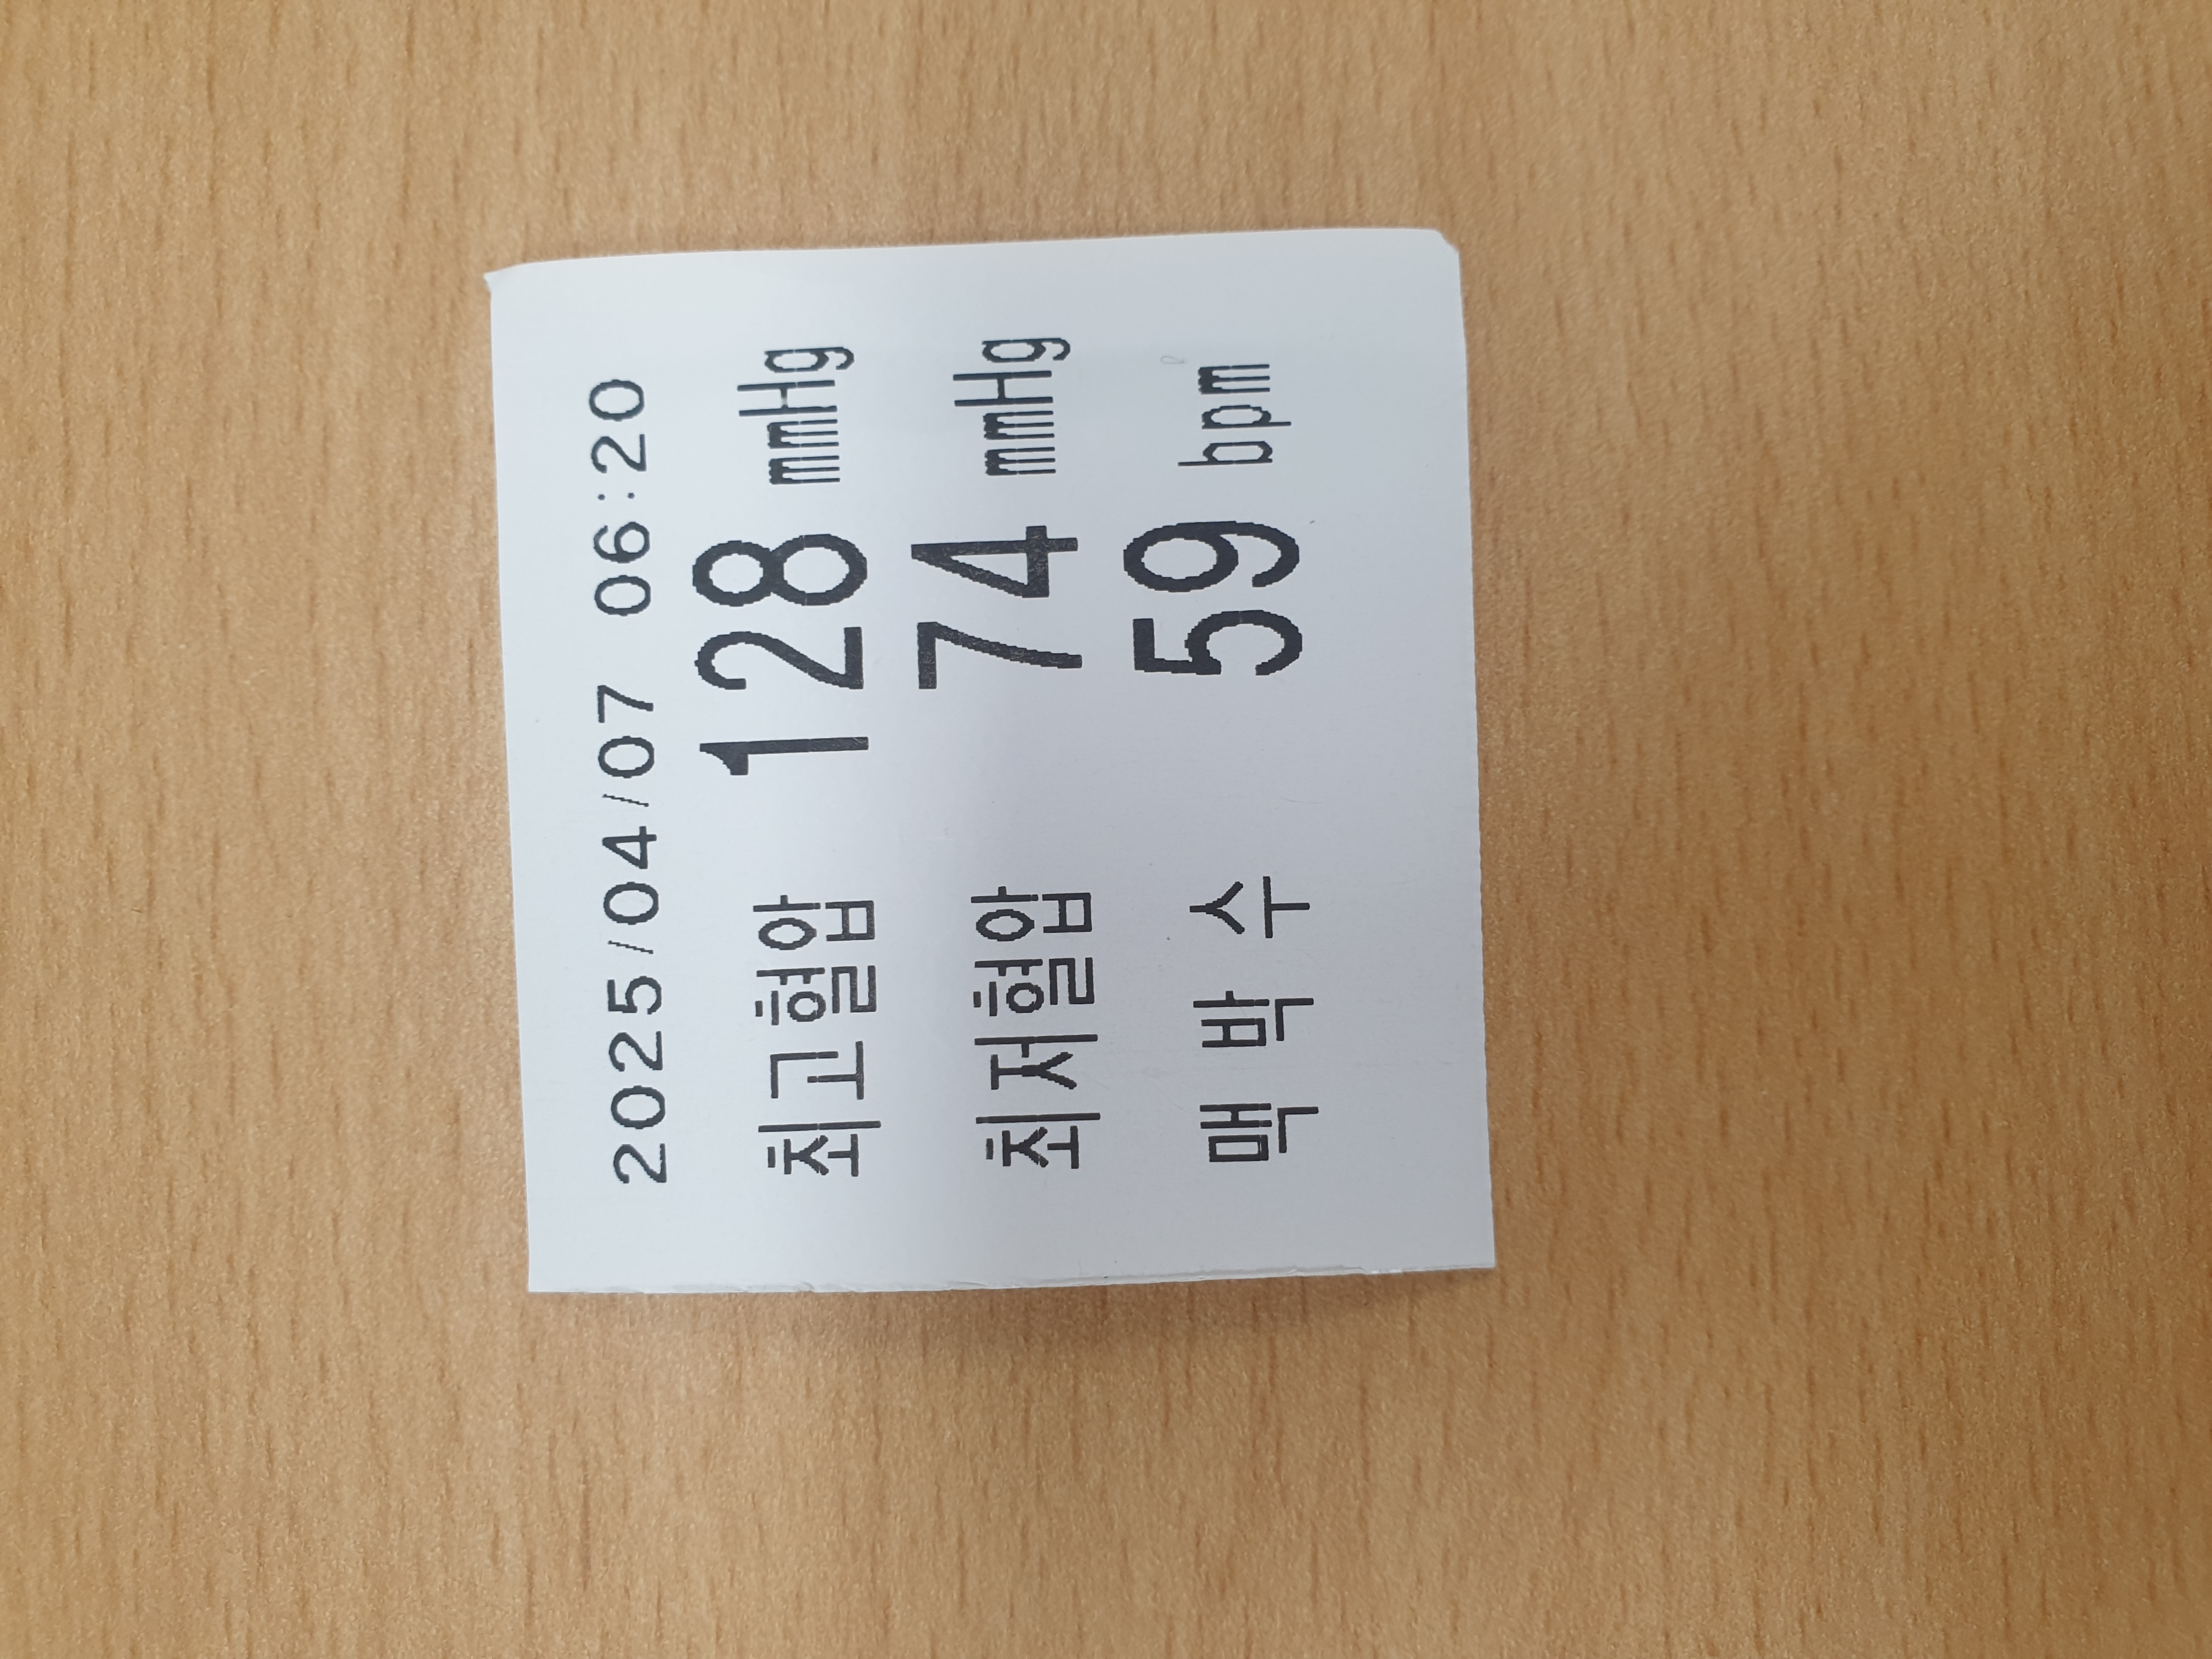 2025/04/07 06:20
최고혈압 128 mmHg
최저혈압 74 mmHg
맥 박 수 59 bpm